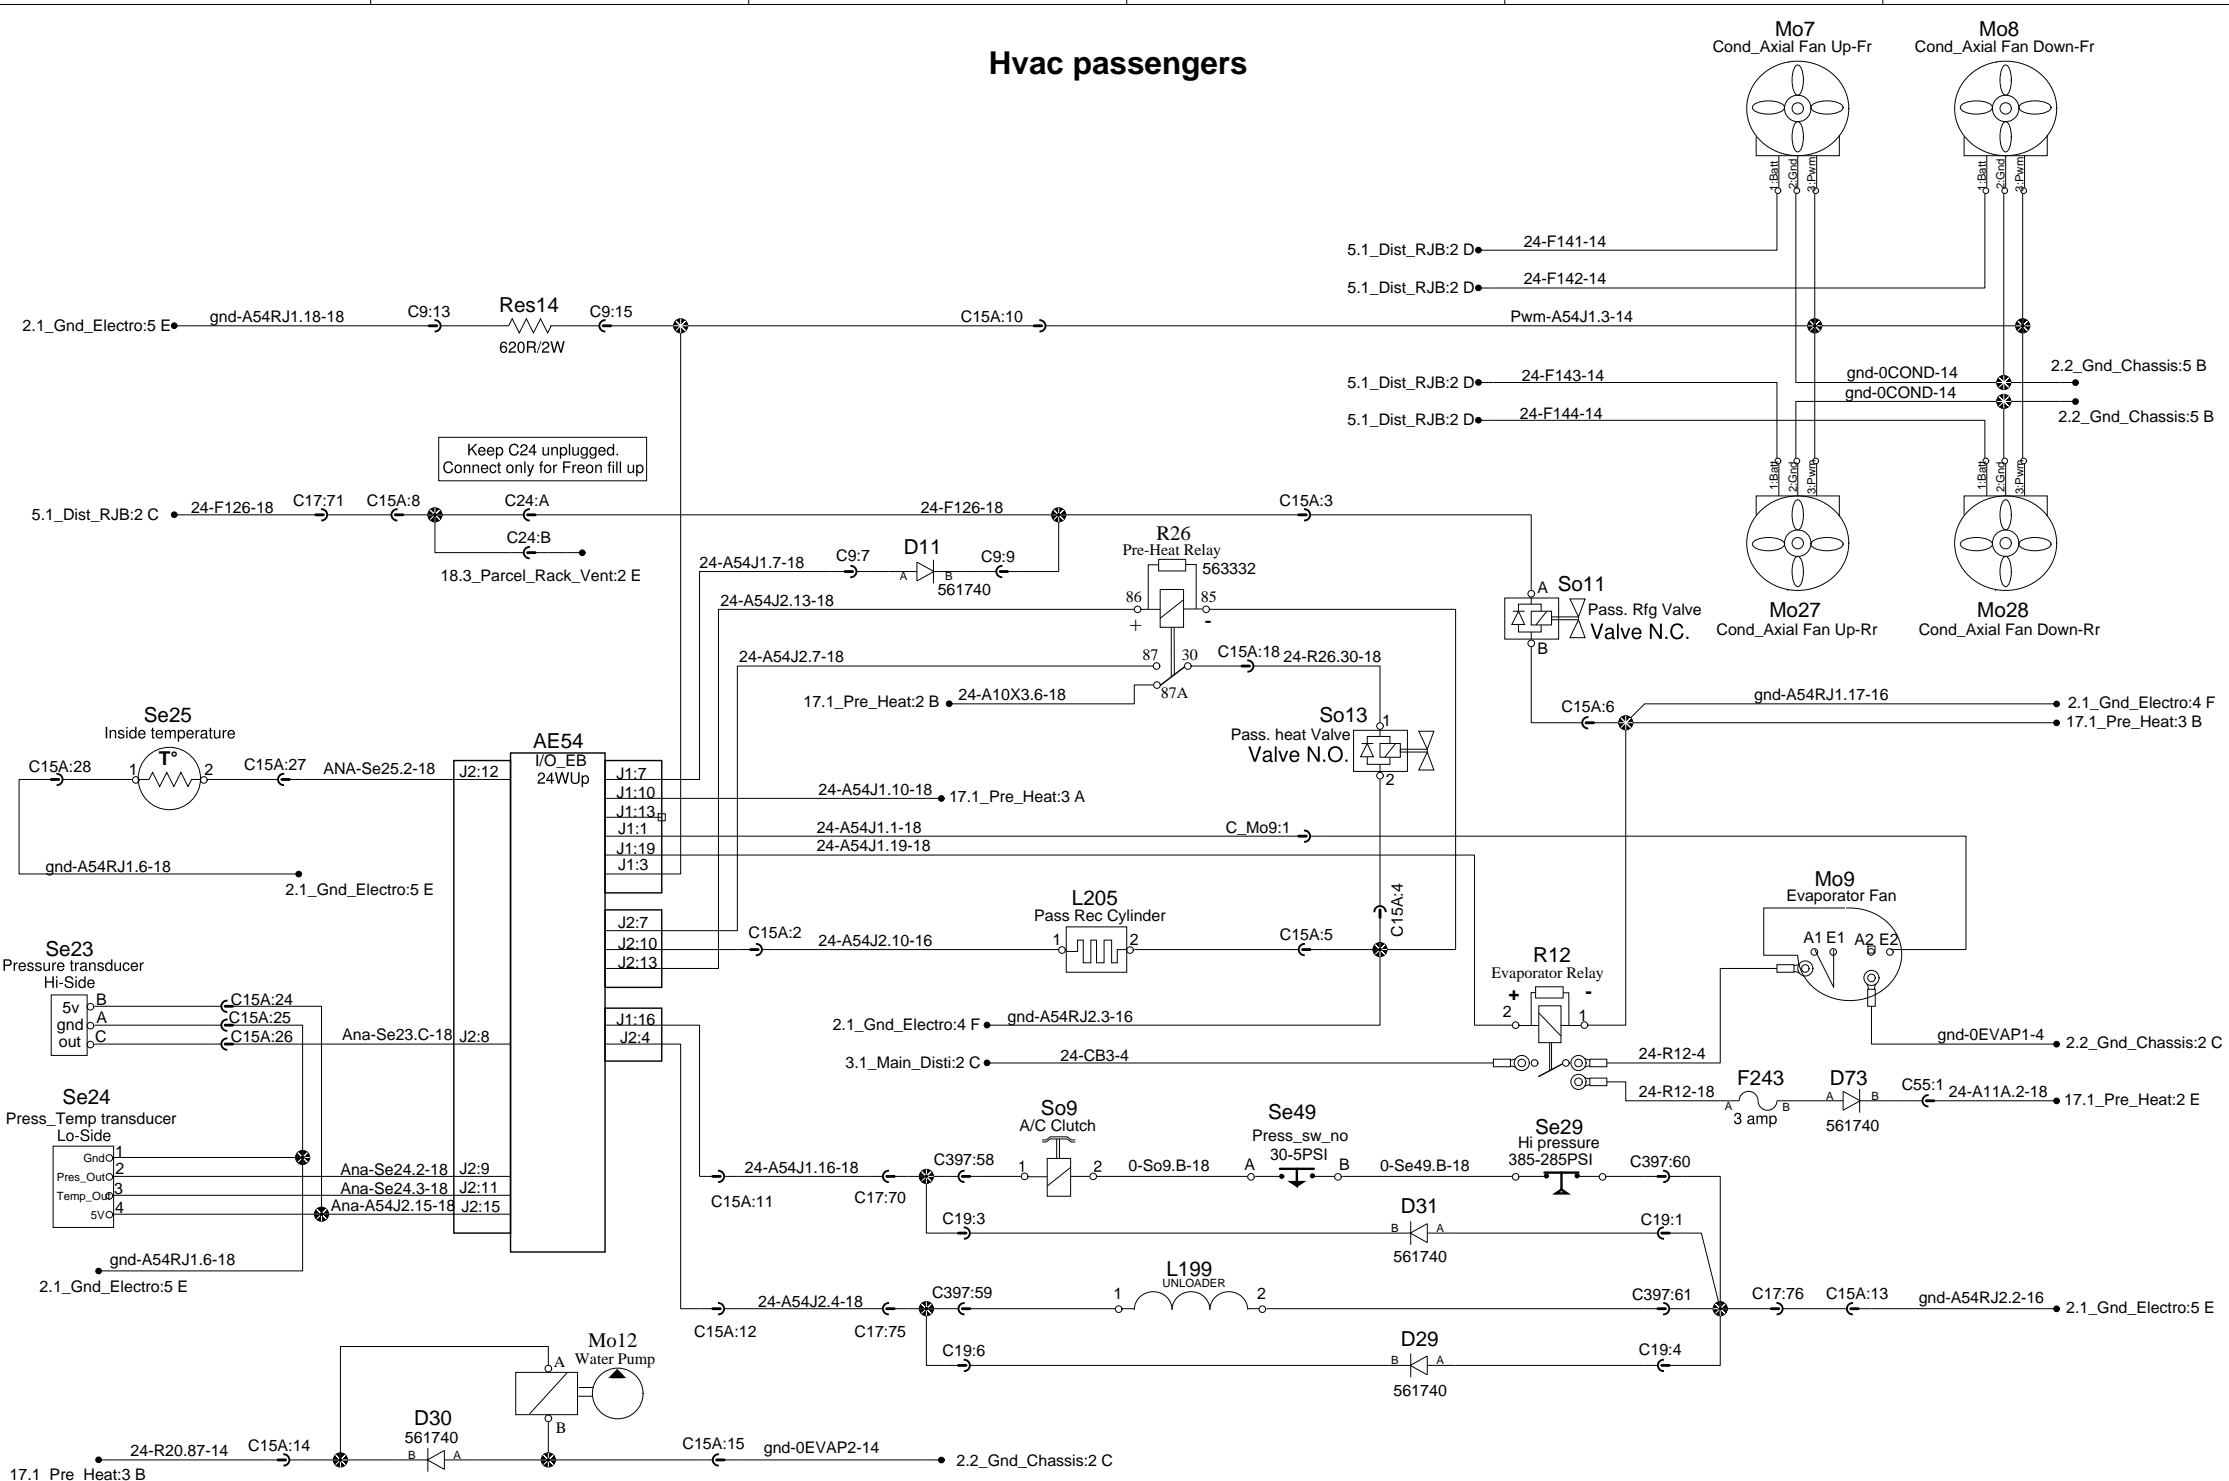 Hvac passengers
Mo7
Cond_Axial Fan Up-Fr
Mo8
Cond_Axial Fan Down-Fr
1:Batt
2:Gnd
3:Pwm
1:Batt
2:Gnd
3:Pwm
5.1_Dist_RJB:2 D
24-F141-14
5.1_Dist_RJB:2 D
24-F142-14
2.1_Gnd_Electro:5 E
gnd-A54RJ1.18-18
C9:13
Res14
620R/2W
C9:15
C15A:10
Pwm-A54J1.3-14
5.1_Dist_RJB:2 D
24-F143-14
gnd-0COND-14
2.2_Gnd_Chassis:5 B
gnd-0COND-14
2.2_Gnd_Chassis:5 B
5.1_Dist_RJB:2 D
24-F144-14
Keep C24 unplugged.
Connect only for Freon fill up
1:Batt
2:Gnd
3:Pwm
1:Batt
2:Gnd
3:Pwm
Mo27
Cond_Axial Fan Up-Rr
Mo28
Cond_Axial Fan Down-Rr
5.1_Dist_RJB:2 C
24-F126-18
C17:71
C15A:8
C24:A
24-F126-18
C15A:3
C24:B
18.3_Parcel_Rack_Vent:2 E
24-A54J1.7-18
C9:7
D11
A
B
561740
C9:9
R26
Pre-Heat Relay
563332
24-A54J2.13-18
86
85
+
-
24-A54J2.7-18
87
30
87A
C15A:18
24-R26.30-18
17.1_Pre_Heat:2 B
24-A10X3.6-18
A
So11
Pass. Rfg Valve
Valve N.C.
B
C15A:6
gnd-A54RJ1.17-16
2.1_Gnd_Electro:4 F
17.1_Pre_Heat:3 B
So13
Pass. heat Valve
Valve N.O.
1
2
Se25
Inside temperature
T°
C15A:28
1
2
C15A:27
ANA-Se25.2-18
J2:12
gnd-A54RJ1.6-18
2.1_Gnd_Electro:5 E
AE54
I/O_EB
24WUp
J1:7
J1:10
24-A54J1.10-18
17.1_Pre_Heat:3 A
J1:13
J1:1
24-A54J1.1-18
C_Mo9:1
J1:19
24-A54J1.19-18
J1:3
J2:7
J2:10
C15A:2
24-A54J2.10-16
J2:13
L205
Pass Rec Cylinder
1
2
C15A:5
C15A:4
Mo9
Evaporator Fan
A1
E1
A2
E2
Se23
Pressure transducer
Hi-Side
5v
B
C15A:24
gnd
A
C15A:25
out
C
C15A:26
Ana-Se23.C-18
J2:8
J1:16
J2:4
2.1_Gnd_Electro:4 F
gnd-A54RJ2.3-16
3.1_Main_Disti:2 C
24-CB3-4
R12
Evaporator Relay
+
-
2
1
24-R12-4
gnd-0EVAP1-4
2.2_Gnd_Chassis:2 C
24-R12-18
F243
A
B
3 amp
D73
A
B
561740
C55:1
24-A11A.2-18
17.1_Pre_Heat:2 E
Se24
Press_Temp transducer
Lo-Side
Gnd
1
Pres_Out
2
Ana-Se24.2-18
J2:9
Temp_Out
3
Ana-Se24.3-18
J2:11
5V
4
Ana-A54J2.15-18
J2:15
gnd-A54RJ1.6-18
2.1_Gnd_Electro:5 E
24-A54J1.16-18
C15A:11
C17:70
C397:58
So9
A/C Clutch
1
2
0-So9.B-18
Se49
Press_sw_no
30-5PSI
A
B
0-Se49.B-18
Se29
Hi pressure
385-285PSI
C397:60
C19:3
D31
B
A
561740
C19:1
24-A54J2.4-18
C15A:12
C17:75
C397:59
L199
UNLOADER
1
2
C397:61
C17:76
C15A:13
gnd-A54RJ2.2-16
2.1_Gnd_Electro:5 E
C19:6
D29
B
A
561740
C19:4
Mo12
Water Pump
A
B
17.1_Pre_Heat:3 B
24-R20.87-14
C15A:14
D30
561740
B
A
C15A:15
gnd-0EVAP2-14
2.2_Gnd_Chassis:2 C